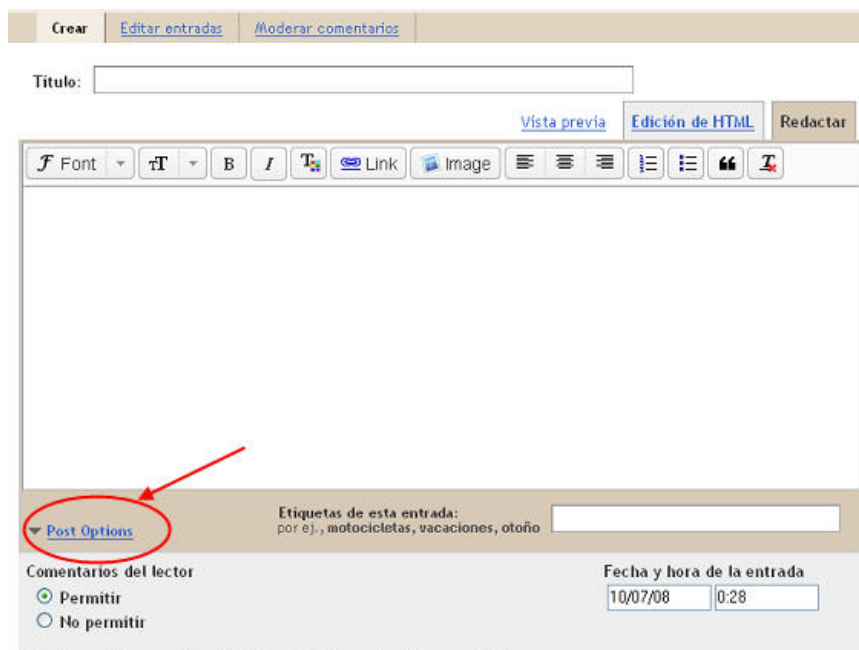 Crear Editar entradas Moderar comentarios
Título:
Vista previa Edición de HTML Redactar
F Font TT B I T Link Image T
Post Options
Etiquetas de esta entrada:
por ej., motocicletas, vacaciones, otoño
Comentarios del lector
Permitir
No permitir
Fecha y hora de la entrada
10/07/08 0:28